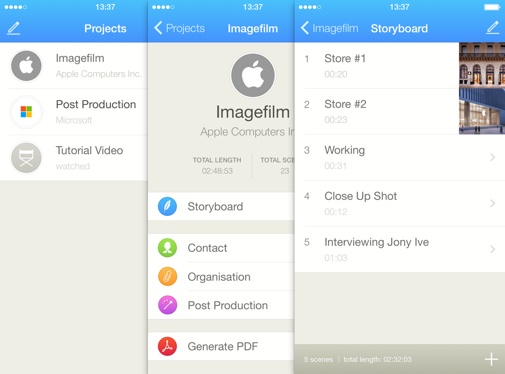 13:37
Projects
Imagefilm
Apple Computers Inc.
Post Production
Microsoft
Tutorial Video
watched
13:37
Projects
Imagefilm
Imagefilm
Apple Computers In
TOTAL LENGTH
02:48:53
TOTAL SCE
23
Storyboard
Contact
Organisation
Post Production
Generate PDF
13:37
Imagefilm
Storyboard
1 Store #1
00:20
2 Store #2
00:23
3 Working
00:31
4 Close Up Shot
00:12
5 Interviewing Jony Ive
01:03
5 scenes | total length: 02:32:03